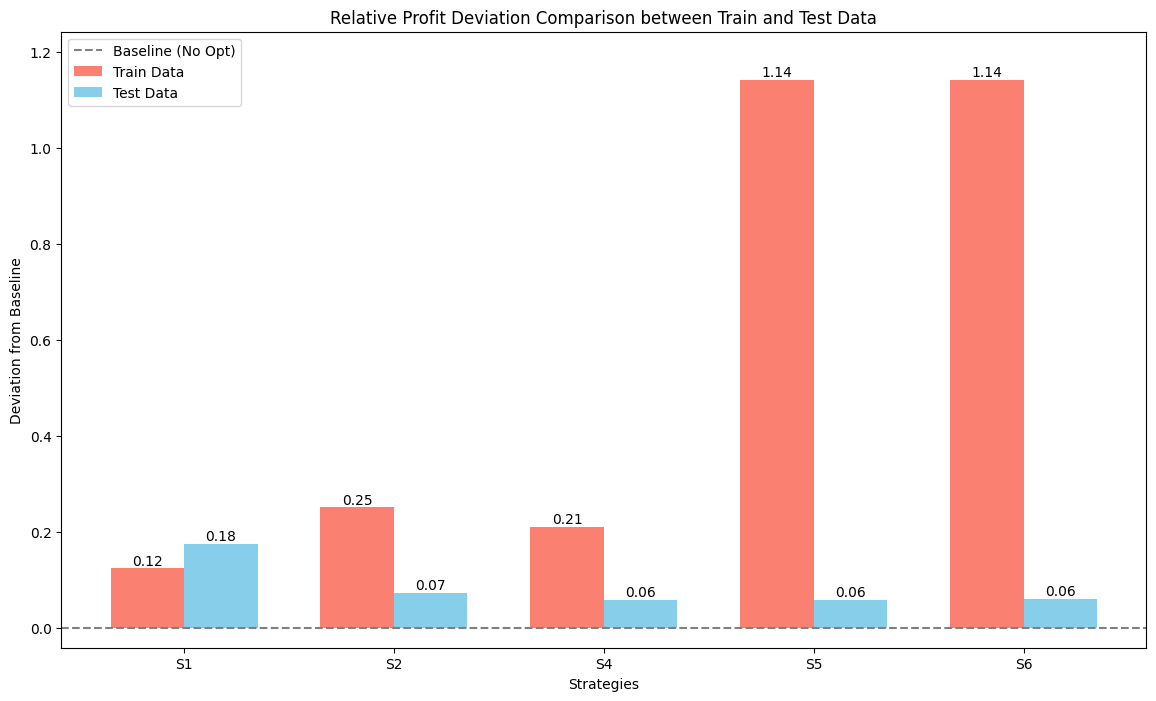 Relative Profit Deviation Comparison between Train and Test Data
Baseline (No Opt)
Train Data
Test Data
Deviation from Baseline
1.2
1.0
0.8
0.6
0.4
0.2
0.0
0.12
0.18
0.25
0.07
0.21
0.06
1.14
0.06
1.14
0.06
S1
S2
S4
S5
S6
Strategies